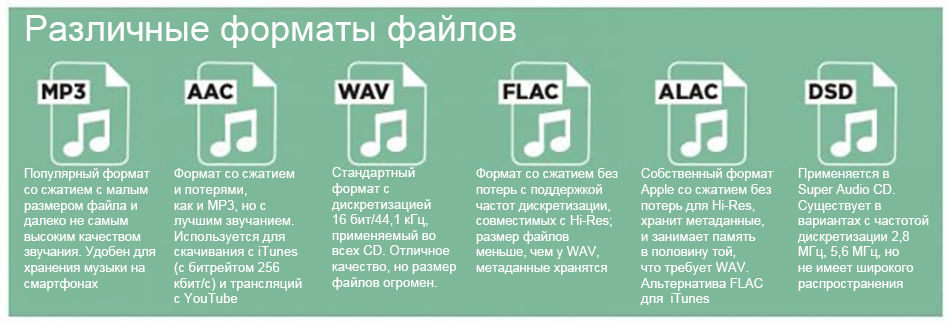 Различные форматы файлов
MP3
Популярный формат
со сжатием с малым
размером файла и
далеко не самым
высоким качеством
звучания. Удобен для
хранения музыки на
смартфонах
AAC
Формат со сжатием
и потерями,
как и MP3, но с
лучшим звучанием.
Используется для
скачивания с iTunes
(с битрейтом 256
кбит/с) и трансляций
с YouTube
WAV
Стандартный
формат с
дискретизацией
16 бит/44,1 кГц,
применяемый во
всех CD. Отличное
качество, но размер
файлов огромен.
FLAC
Формат со сжатием без
потерь с поддержкой
частот дискретизации,
совместимых с Hi-Res;
размер файлов
меньше, чем у WAV,
метаданные хранятся
ALAC
Собственный формат
Apple со сжатием без
потерь для Hi-Res,
хранит метаданные,
и занимает память
в половину той,
что требует WAV.
Альтернатива FLAC
для iTunes
DSD
Применяется в
Super Audio CD.
Существует в
вариантах с частотой
дискретизации 2,8
МГц, 5,6 МГц, но
не имеет широкого
распространения